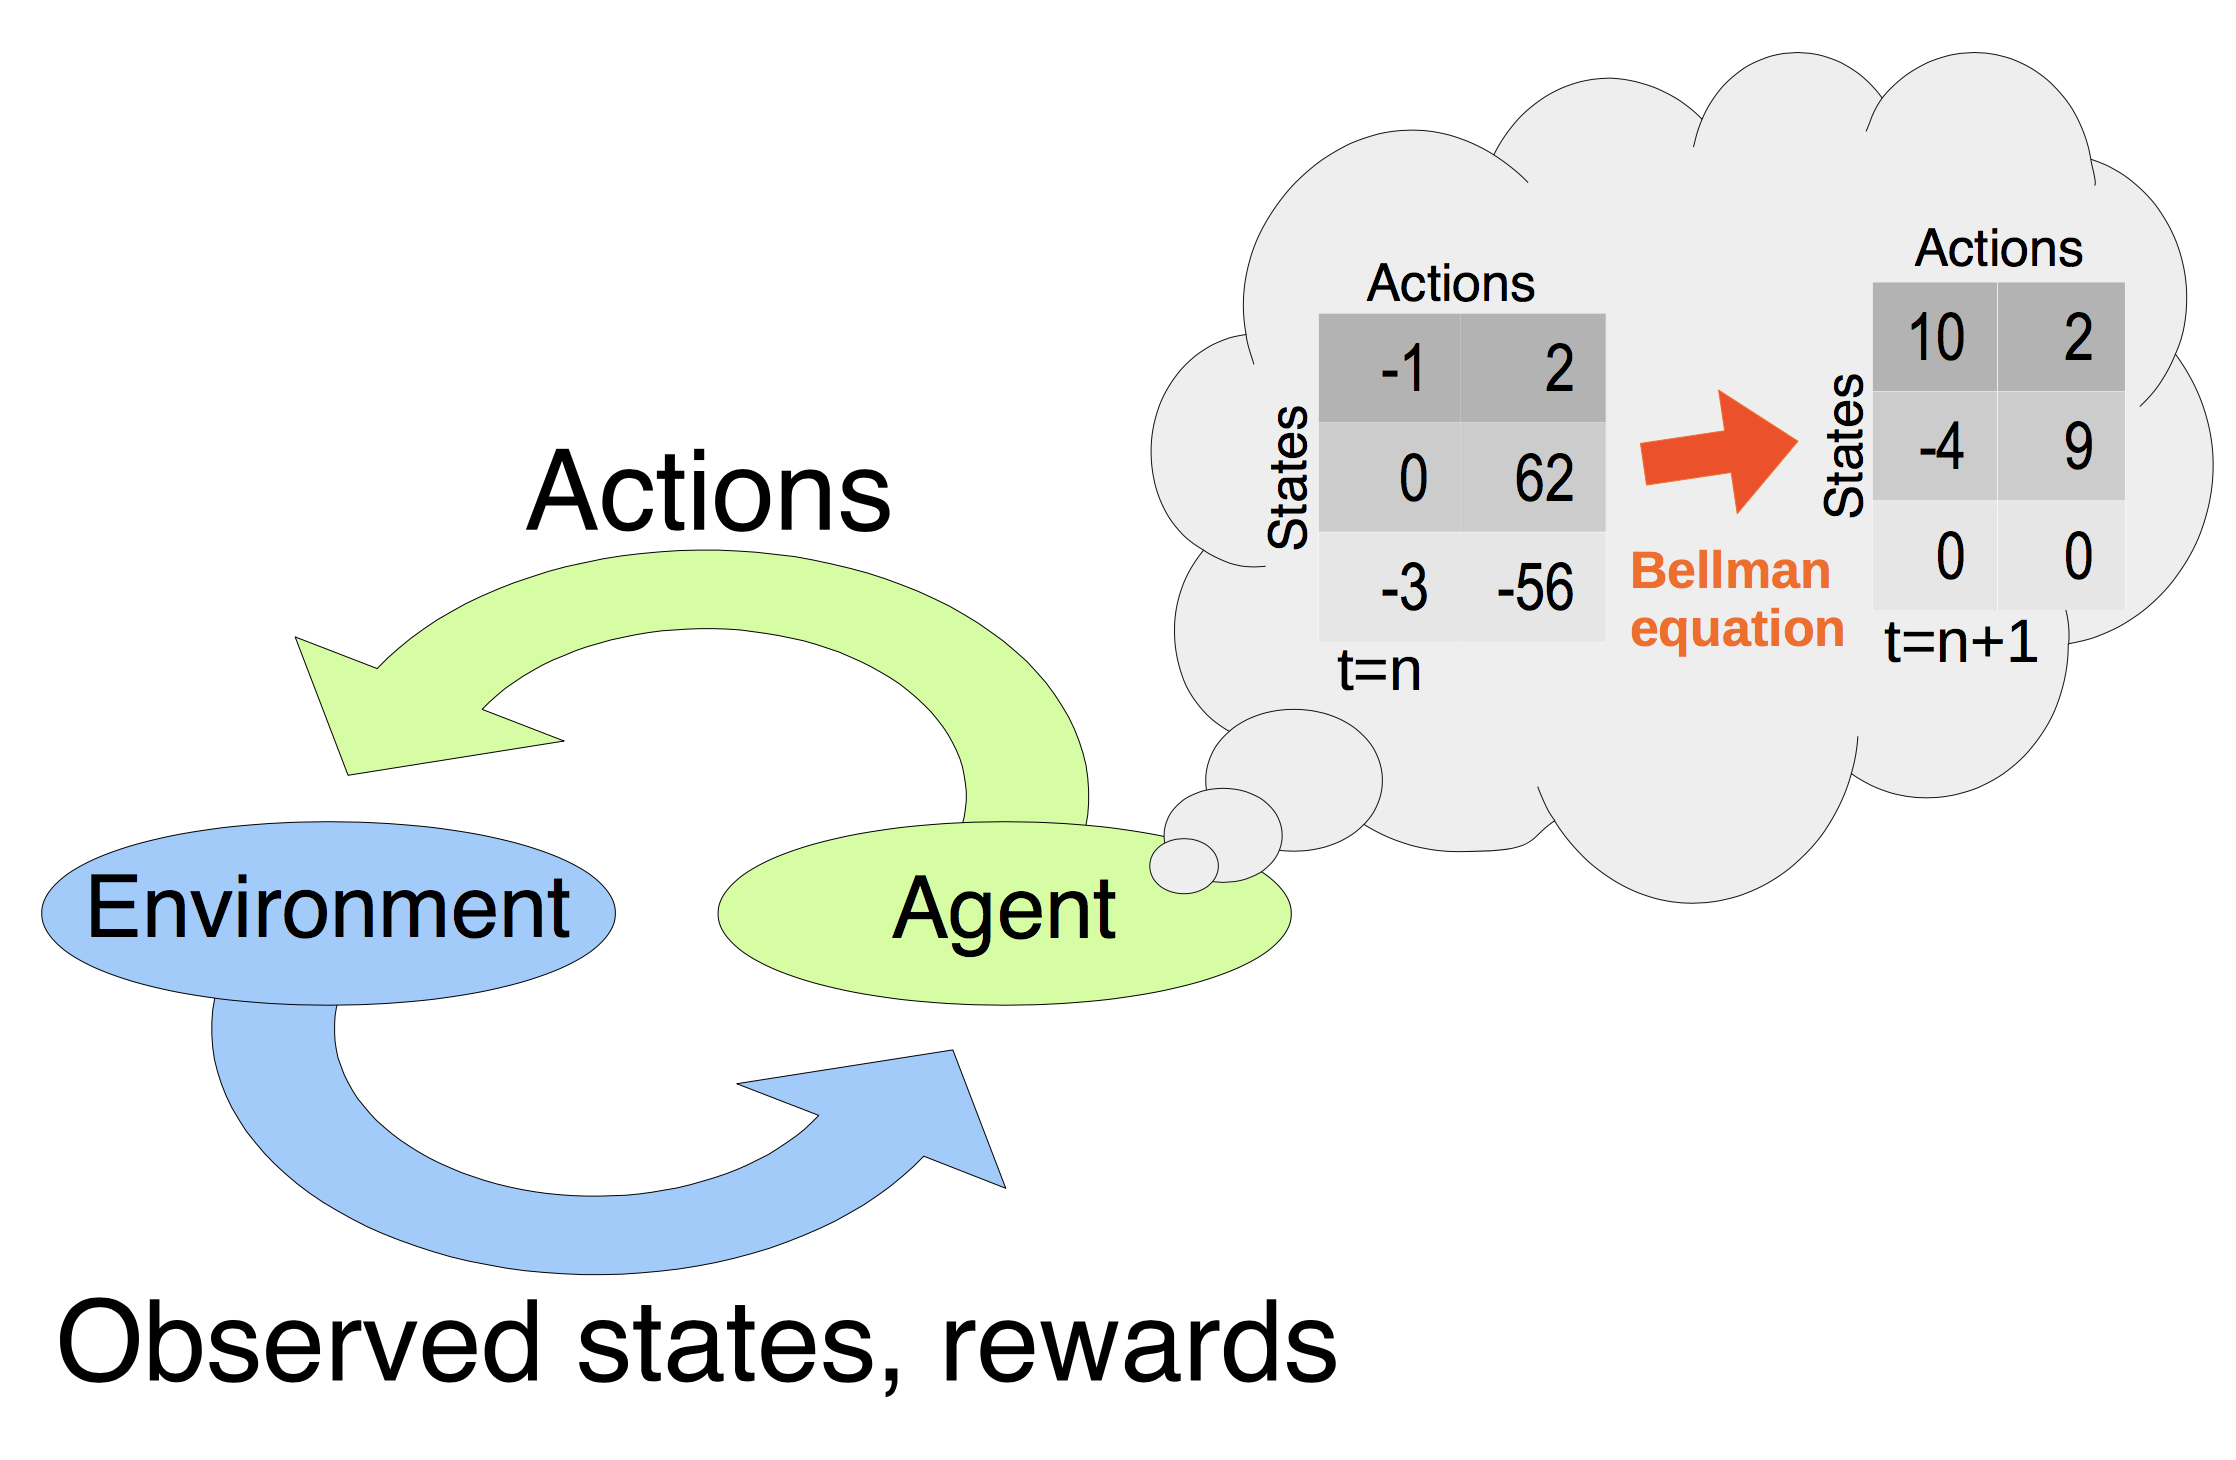 Actions
Environment
Agent
Observed states, rewards
Actions
States
-1 2
0 62
-3 -56
t=n
Bellman
equation
Actions
States
10 2
-4 9
0 0
t=n+1